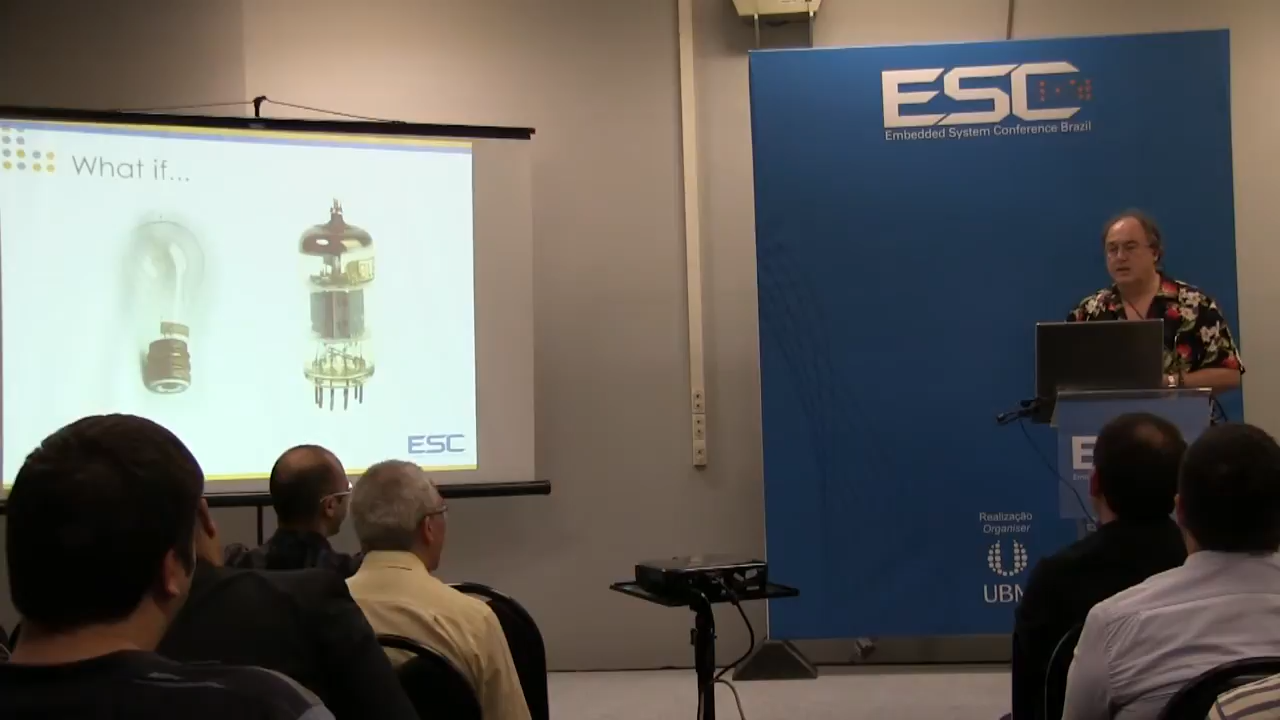 What if...
ESC
ESC
Embedded System Conference Brazil
Realização
Organiser
UBM